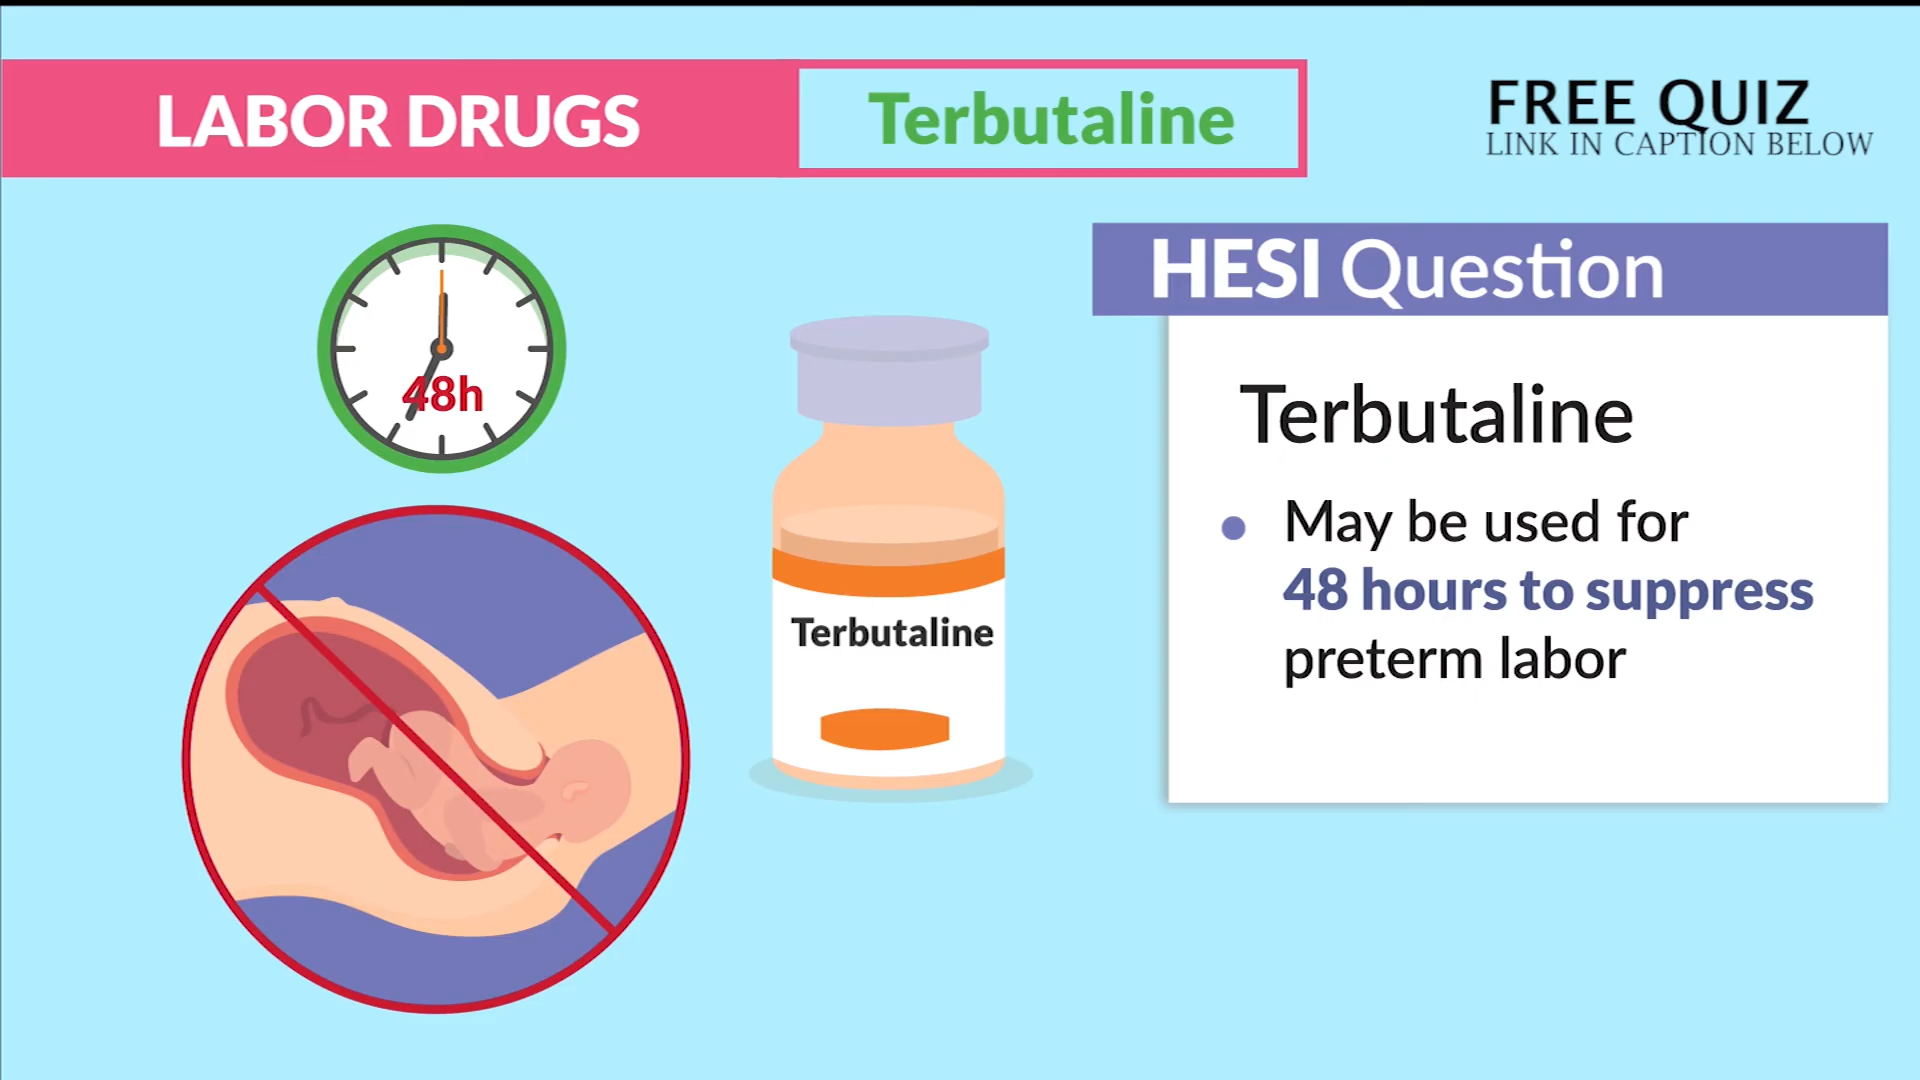 LABOR DRUGS
Terbutaline
FREE QUIZ
LINK IN CAPTION BELOW
48h
Terbutaline
HESI Question
Terbutaline
• May be used for
48 hours to suppress
preterm labor